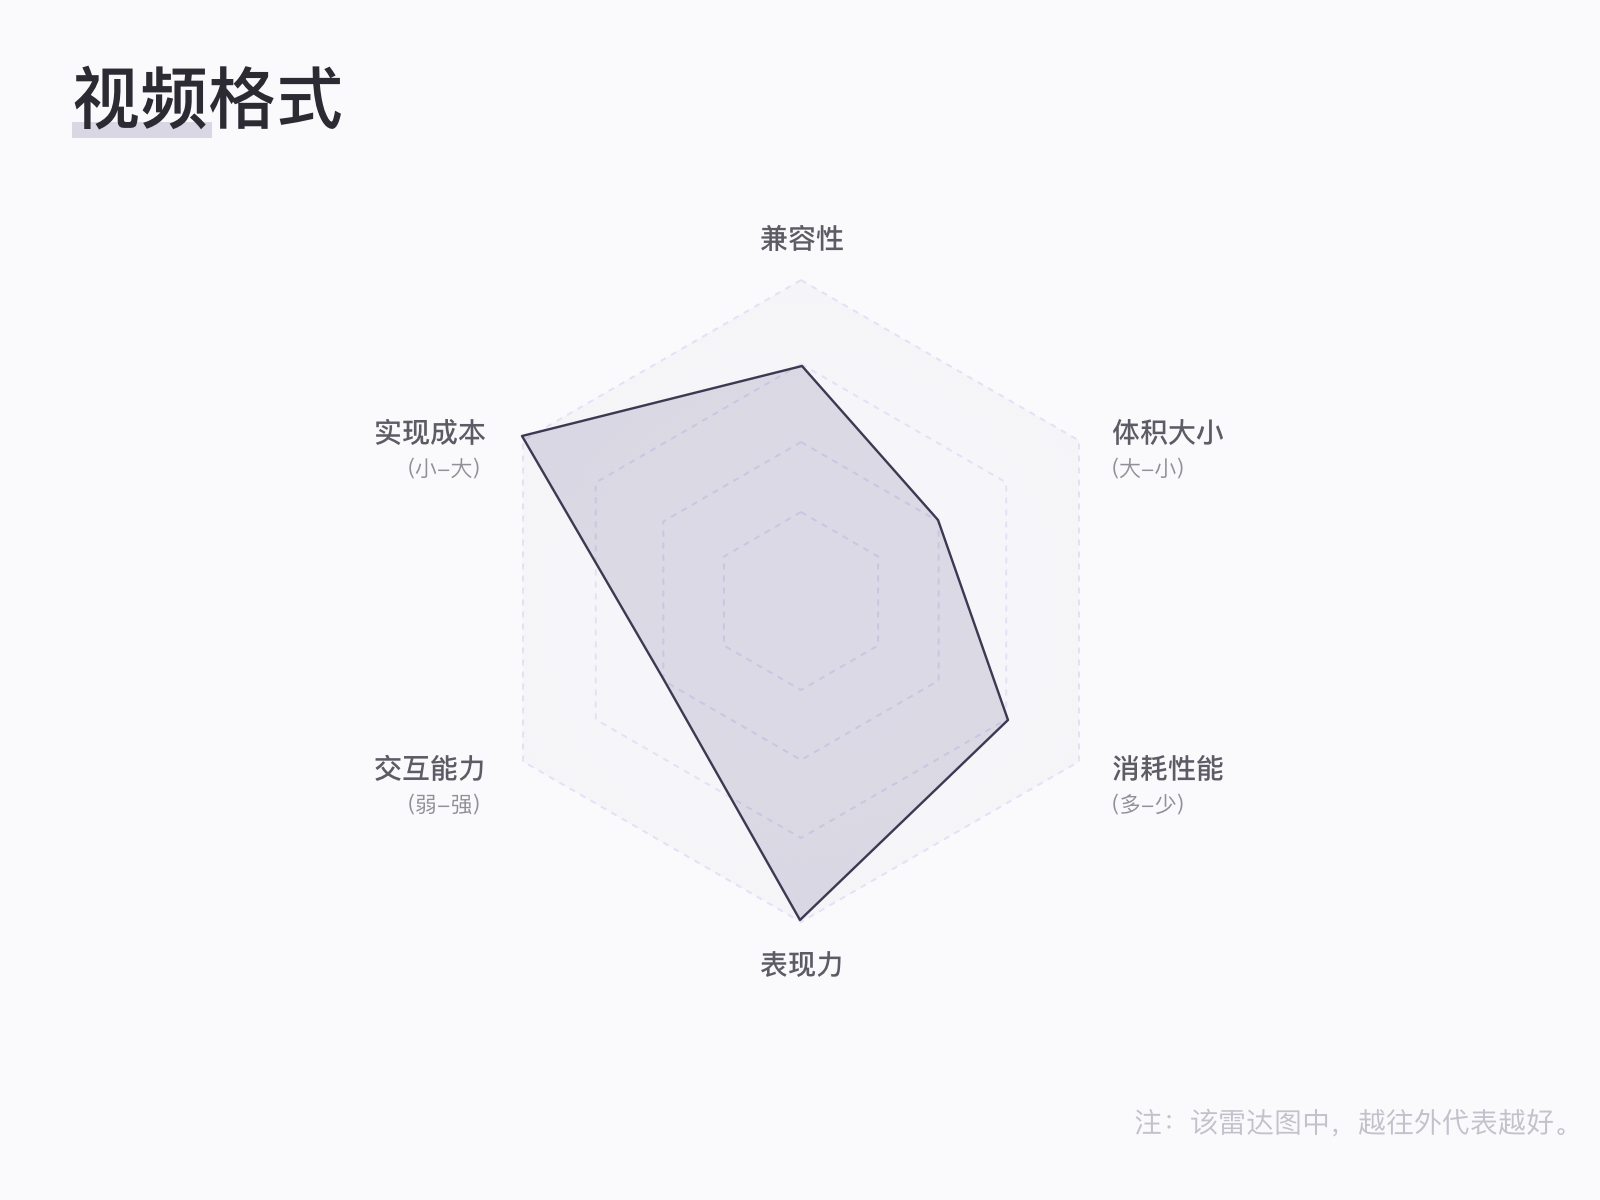 视频格式
兼容性
实现成本
（小–大）
体积大小
（大–小）
交互能力
（弱–强）
消耗性能
（多–少）
表现力
注：该雷达图中，越往外代表越好。